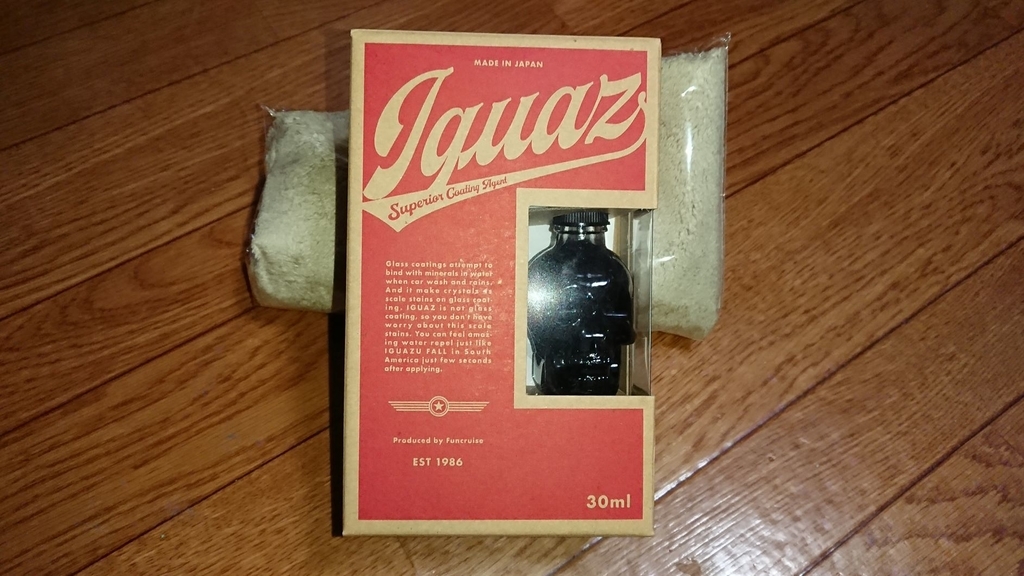 MADE IN JAPAN
Iguaz
Superior Coating Agent
Glass coatings attempt to
bind with minerals in water
when car wash and rains.
And it make crystals as
scale stains on glass coat-
ing, IGUAZ is not glass
coating, so you don't have
worry about this scale
stains. You can feel amaz-
ing water repel just like
IGUAZU FALL in South
America just few seconds
after applying.
Produced by Funcruise
EST 1986
30ml